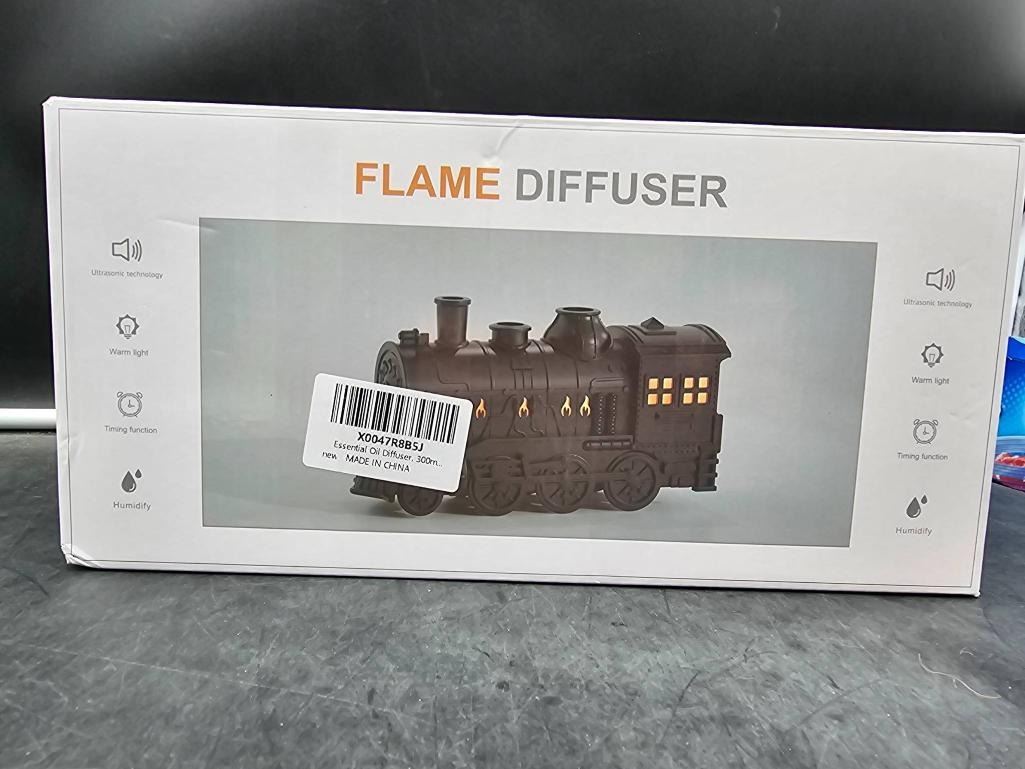 FLAME DIFFUSER
Ultrasonic technology
Warm light
Timing function
Humidify
X0047R8B5J
Essential Oil Diffuser, 300m...
new MADE IN CHINA
Ultrasonic technology
Warm light
Timing function
Humidify